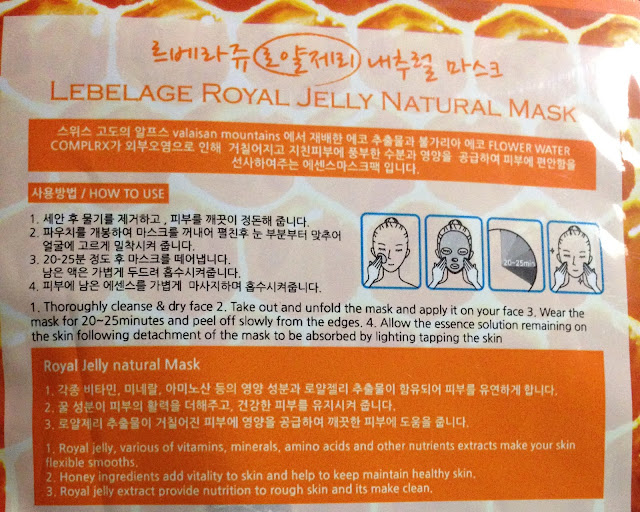 르베라쥬 로얄제리 내추럴 마스크
LEBELAGE ROYAL JELLY NATURAL MASK
스위스 고도의 알프스 valaisan mountains 에서 재배한 에코 추출물과 불가리아 에코 FLOWER WATER
COMPLRX가 외부오염으로 인해 거칠어지고 지친피부에 풍부한 수분과 영양을 공급하여 피부에 편안함을
선사하여주는 에센스마스크팩 입니다.
사용방법 / HOW TO USE
1. 세안 후 물기를 제거하고 , 피부를 깨끗이 정돈해 줍니다.
2. 파우치를 개봉하여 마스크를 꺼내어 펼친후 눈 부분부터 맞추어
얼굴에 고르게 밀착시켜 줍니다.
3. 20-25분 정도 후 마스크를 떼어냅니다.
남은 액은 가볍게 두드려 흡수시켜줍니다.
4. 피부에 남은 에센스를 가볍게 마사지하며 흡수시켜줍니다.
20~25min
1. Thoroughly cleanse & dry face 2. Take out and unfold the mask and apply it on your face 3. Wear the
mask for 20~25minutes and peel off slowly from the edges. 4. Allow the essence solution remaining on
the skin following detachment of the mask to be absorbed by lighting tapping the skin
Royal Jelly natural Mask
1. 각종 비타민, 미네랄, 아미노산 등의 영양 성분과 로얄젤리 추출물이 함유되어 피부를 유연하게 합니다.
2. 꿀 성분이 피부의 활력을 더해주고, 건강한 피부를 유지시켜 줍니다.
3. 로얄제리 추출물이 거칠어진 피부에 영양을 공급하여 깨끗한 피부에 도움을 줍니다.
1. Royal jelly, various of vitamins, minerals, amino acids and other nutrients extracts make your skin
flexible smooths.
2. Honey ingredients add vitality to skin and help to keep maintain healthy skin.
3. Royal jelly extract provide nutrition to rough skin and its make clean.